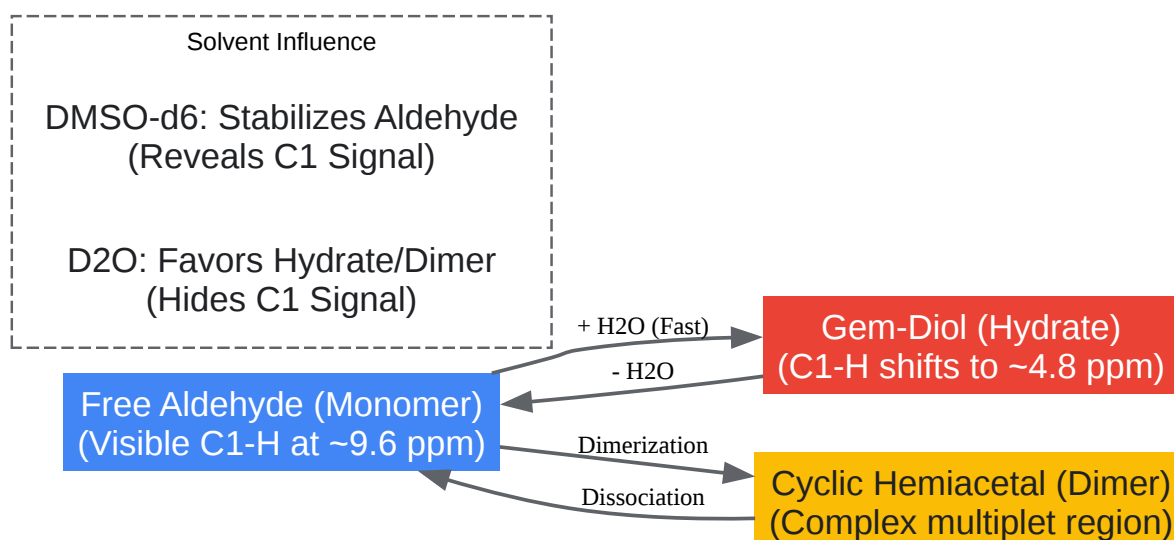 Solvent Influence
DMSO-d6: Stabilizes Aldehyde
(Reveals C1 Signal)
D2O: Favors Hydrate/Dimer
(Hides C1 Signal)
+ H2O (Fast)
- H2O
Gem-Diol (Hydrate)
(C1-H shifts to ~4.8 ppm)
Free Aldehyde (Monomer)
(Visible C1-H at ~9.6 ppm)
Dimerization
Dissociation
Cyclic Hemiacetal (Dimer)
(Complex multiplet region)